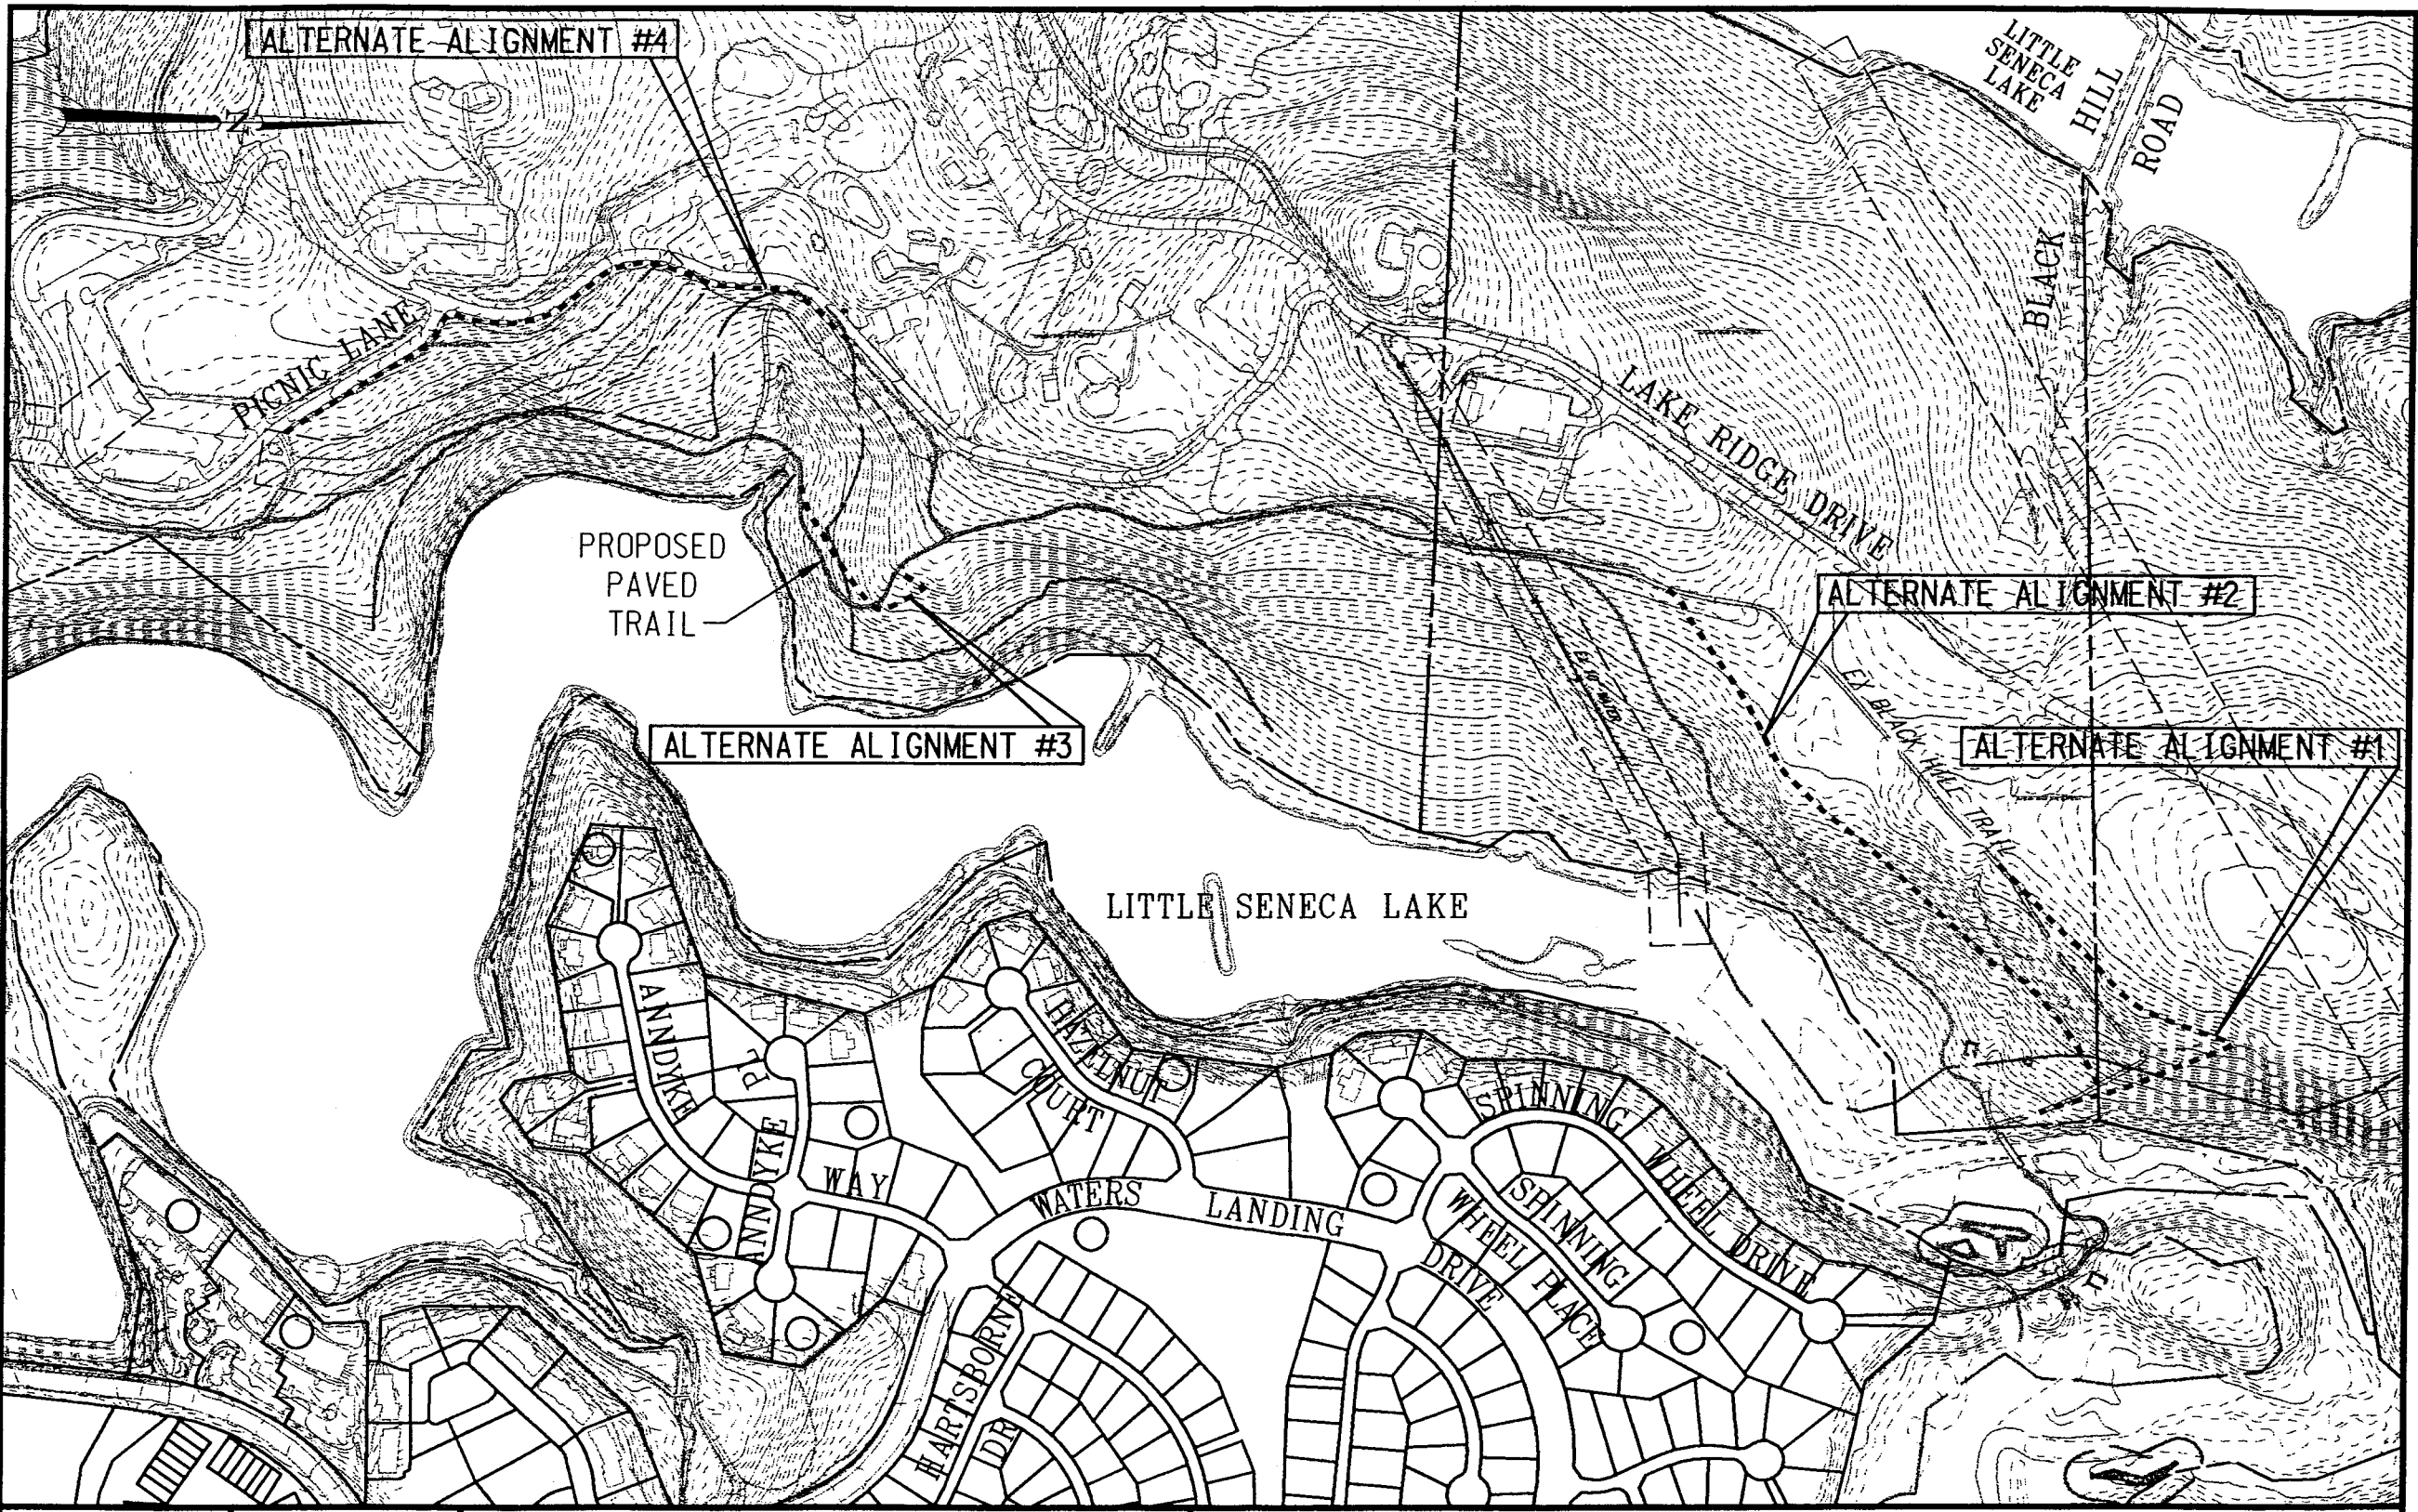 ALTERNATE ALIGNMENT #4
LITTLE
SENECA
LAKE
BLACK HILL
ROAD
N
PICNIC LANE
LAKE RIDGE DRIVE
PROPOSED
PAVED
TRAIL
ALTERNATE ALIGNMENT #2
EX BLACK HILL TRAIL
ALTERNATE ALIGNMENT #3
ALTERNATE ALIGNMENT #1
LITTLE SENECA LAKE
ANNDYKE
WAY
ANNDYKE PL
HAZELNUT
COURT
WATERS LANDING
DRIVE
SPINNING WHEEL DRIVE
SPINNING
WHEEL PLACE
HARTSBORNE
DR